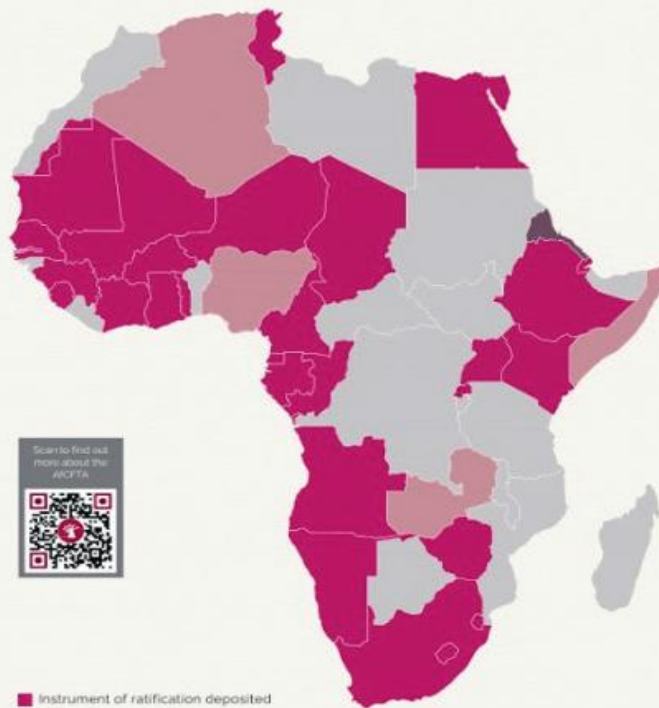 Scan to find out
more about the
AfCFTA
Instrument of ratification deposited